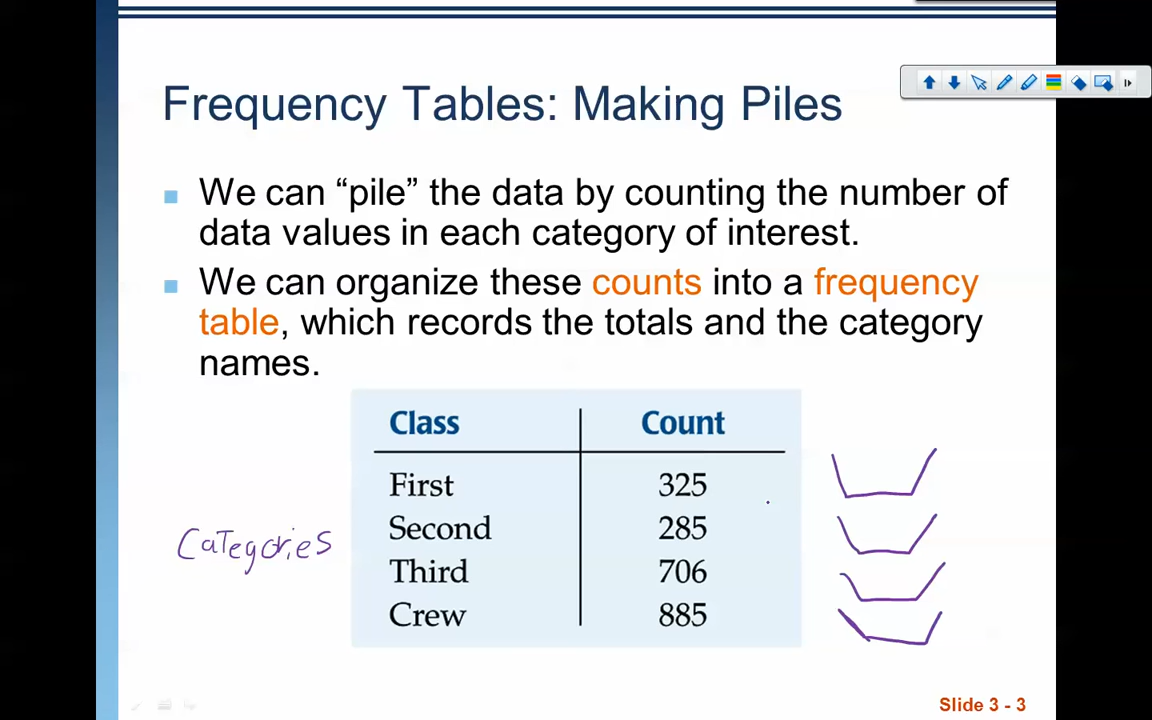 Frequency Tables: Making Piles
We can “pile” the data by counting the number of
data values in each category of interest.
We can organize these counts into a frequency
table, which records the totals and the category
names.
Class Count
First 325
Second 285
Third 706
Crew 885
Categories
Slide 3 - 3